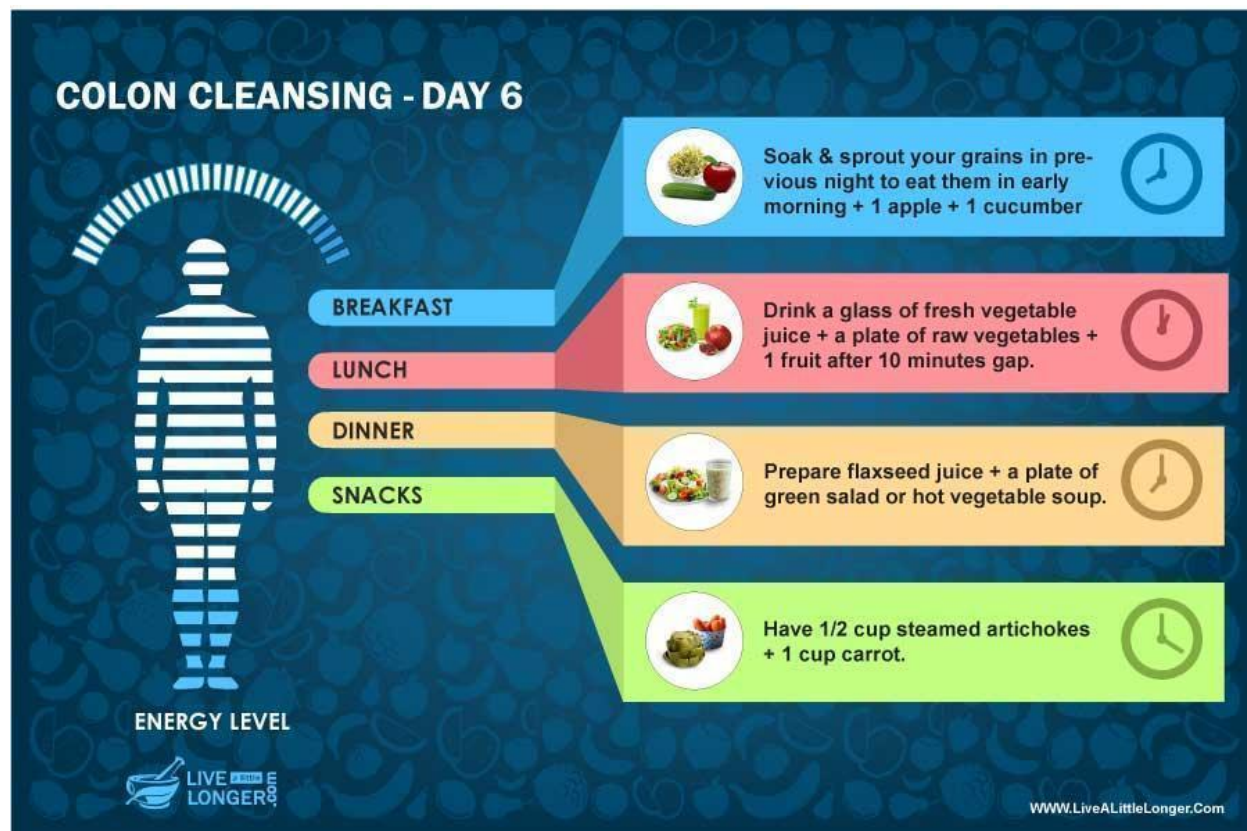 COLON CLEANSING - DAY 6
BREAKFAST
LUNCH
DINNER
SNACKS
Soak & sprout your grains in pre-
vious night to eat them in early
morning + 1 apple + 1 cucumber
Drink a glass of fresh vegetable
juice + a plate of raw vegetables +
1 fruit after 10 minutes gap.
Prepare flaxseed juice + a plate of
green salad or hot vegetable soup.
Have 1/2 cup steamed artichokes
+ 1 cup carrot.
ENERGY LEVEL
LIVE a little
LONGER.com
WWW.LiveALittleLonger.Com